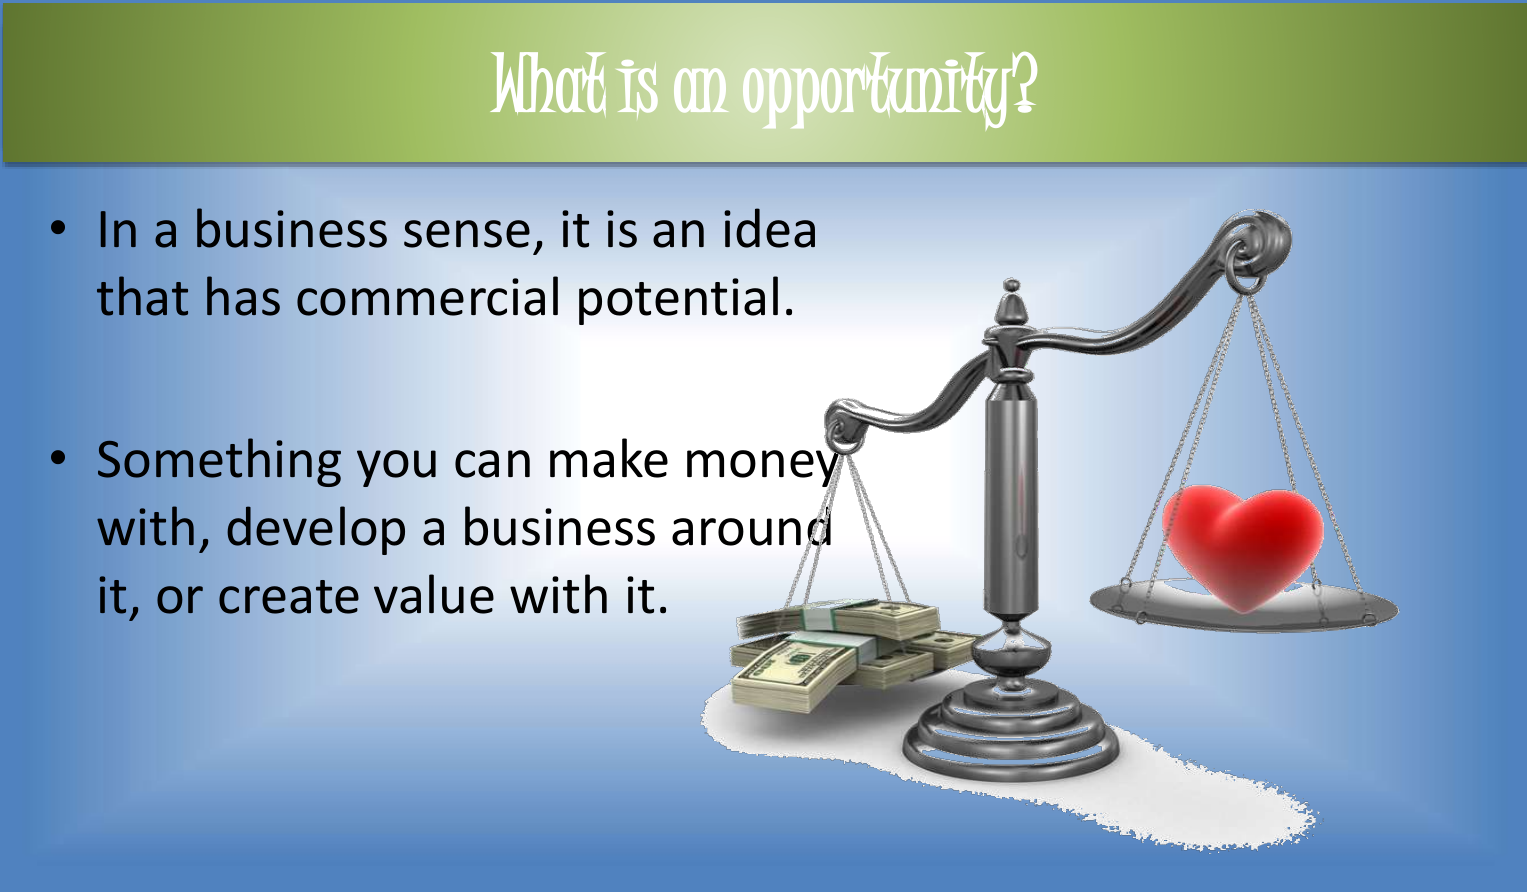 What is an opportunity?
• In a business sense, it is an idea
that has commercial potential.
• Something you can make money
with, develop a business around
it, or create value with it.